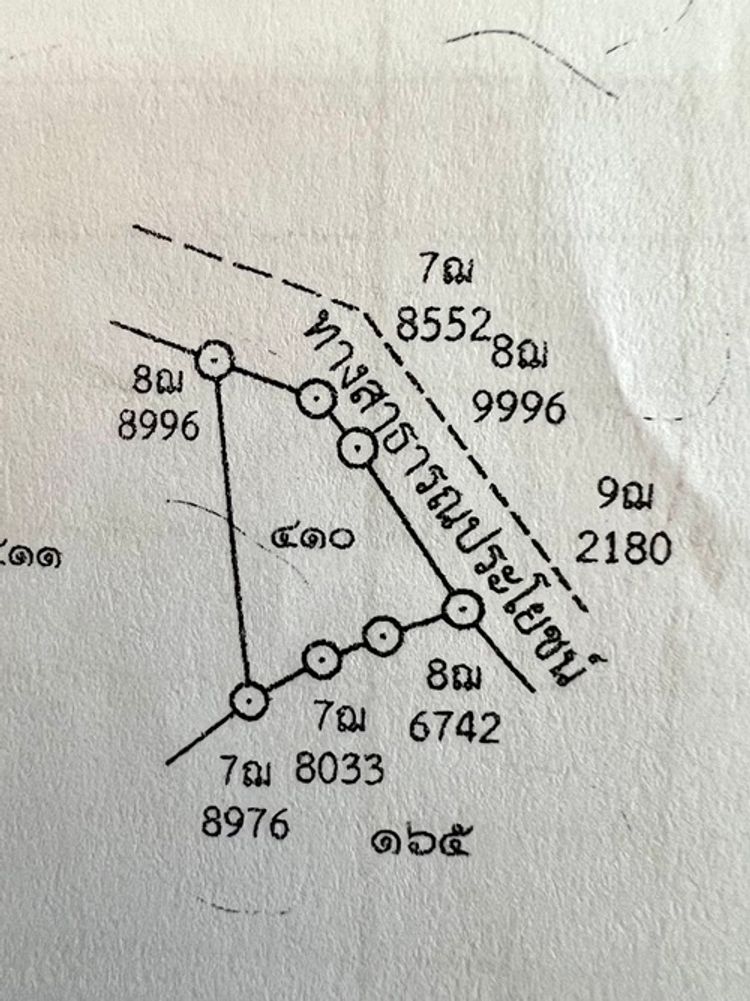 7ฌ
8552
8ฌ
9996
ทางสาธารณประโยชน์
8ฌ
8996
9ฌ
2180
๔๑๐
๔๑๑
8ฌ
6742
7ฌ
8033
7ฌ
8976
๑๖๕